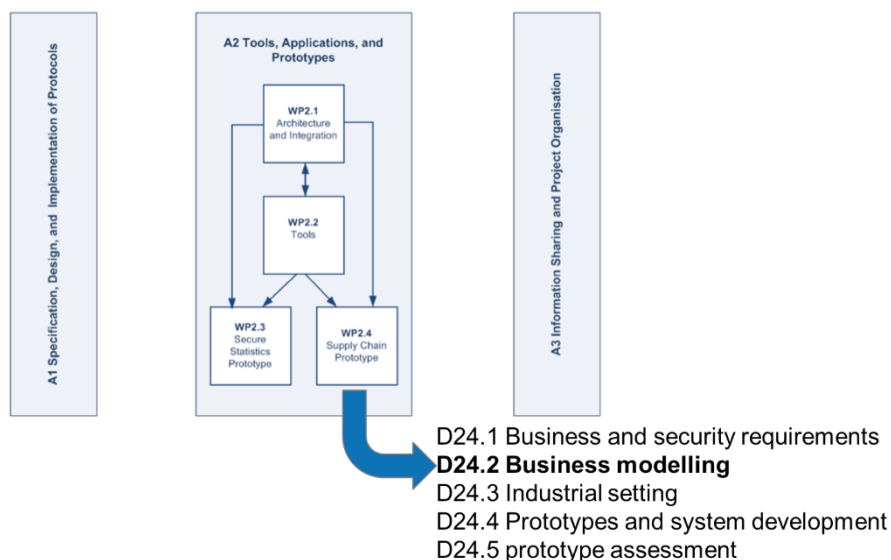 A1 Specification, Design, and Implementation of Protocols
A2 Tools, Applications, and
Prototypes
WP2.1
Architecture
and Integration
WP2.2
Tools
WP2.3
Secure
Statistics
Prototype
WP2.4
Supply Chain
Prototype
A3 Information Sharing and Project Organisation
D24.1 Business and security requirements
D24.2 Business modelling
D24.3 Industrial setting
D24.4 Prototypes and system development
D24.5 prototype assessment